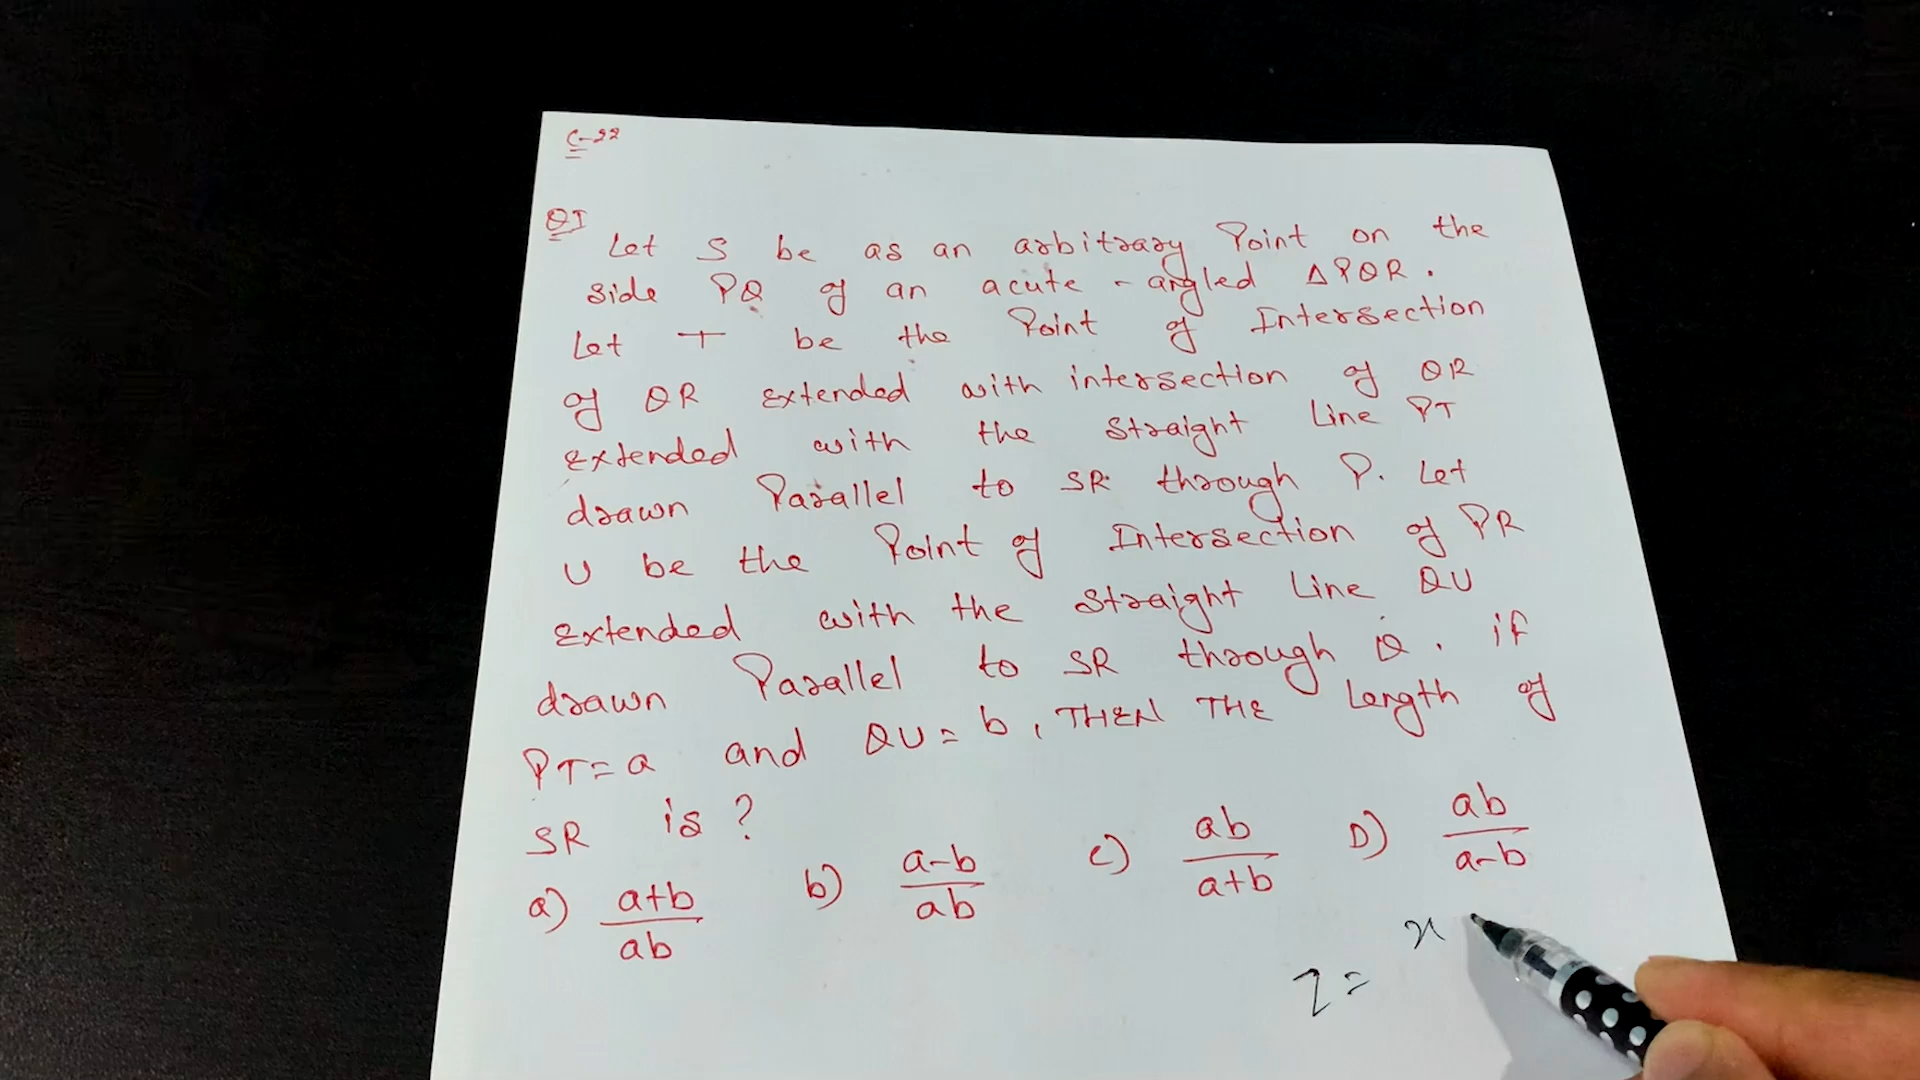 C-22
QI
Let S be as an arbitrary Point on the
side PQ of an acute - angled ΔPQR.
Let T be the Point of Intersection
of QR extended with intersection of QR
extended with the straight Line PT
drawn Parallel to SR through P. Let
U be the Point of Intersection of PR
extended with the straight Line QU
drawn Parallel to SR through Q. if
PT=a and QU=b, THEN THE Length of
SR is?
a) a+b/ab b) a-b/ab c) ab/a+b D) ab/a-b
x
Z=